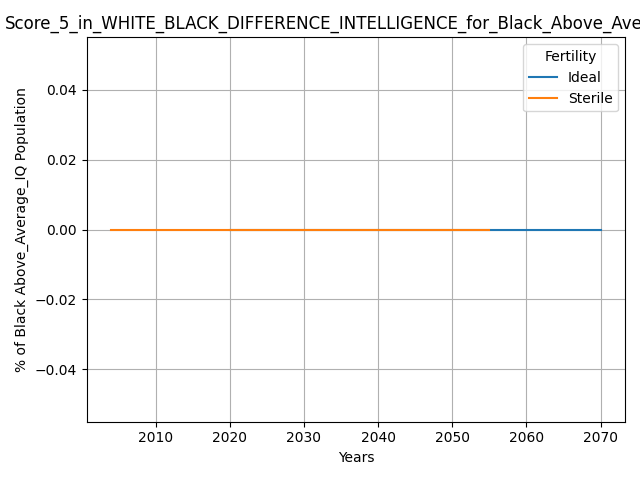 Score_5_in_WHITE_BLACK_DIFFERENCE_INTELLIGENCE_for_Black_Above_Ave
Fertility
Ideal
Sterile
% of Black Above_Average_IQ Population
0.04
0.02
0.00
−0.02
−0.04
2010 2020 2030 2040 2050 2060 2070
Years